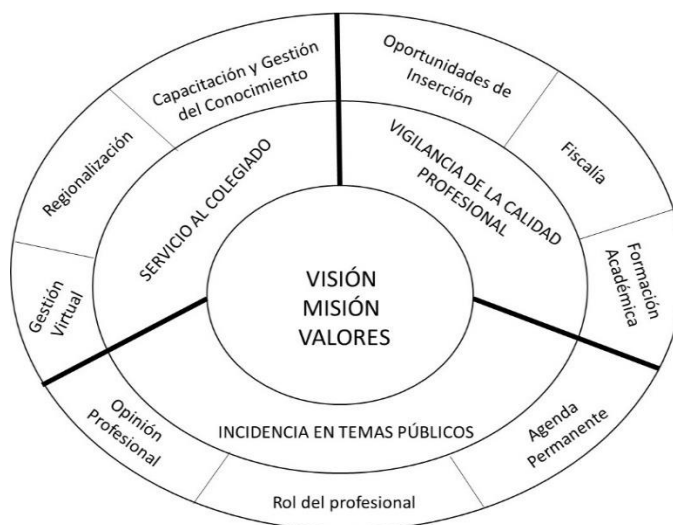 Capacitación y Gestión
del Conocimiento
Oportunidades de
Inserción
Regionalización
Fiscalía
SERVICIO AL COLEGIADO
VIGILANCIA DE LA CALIDAD
PROFESIONAL
Gestión
Virtual
Formación
Académica
VISIÓN
MISIÓN
VALORES
Opinión
Profesional
INCIDENCIA EN TEMAS PÚBLICOS
Agenda
Permanente
Rol del profesional